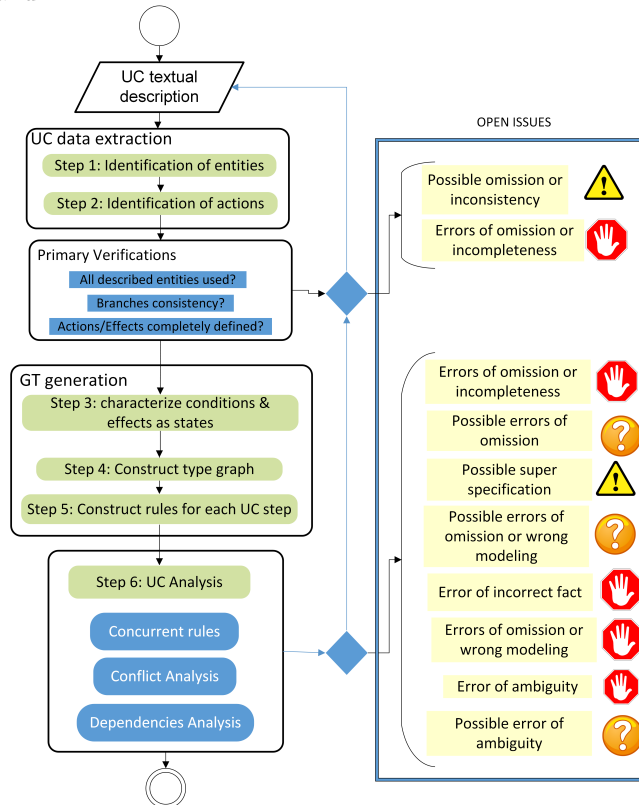 UC textual
description
UC data extraction
Step 1: Identification of entities
Step 2: Identification of actions
Primary Verifications
All described entities used?
Branches consistency?
Actions/Effects completely defined?
GT generation
Step 3: characterize conditions &
effects as states
Step 4: Construct type graph
Step 5: Construct rules for each UC step
Step 6: UC Analysis
Concurrent rules
Conflict Analysis
Dependencies Analysis
OPEN ISSUES
Possible omission or
inconsistency
!
Errors of omission or
incompleteness
Errors of omission or
incompleteness
Possible errors of
omission
?
Possible super
specification
!
Possible errors of
omission or wrong
modeling
?
Error of incorrect fact
Errors of omission or
wrong modeling
Error of ambiguity
Possible error of
ambiguity
?